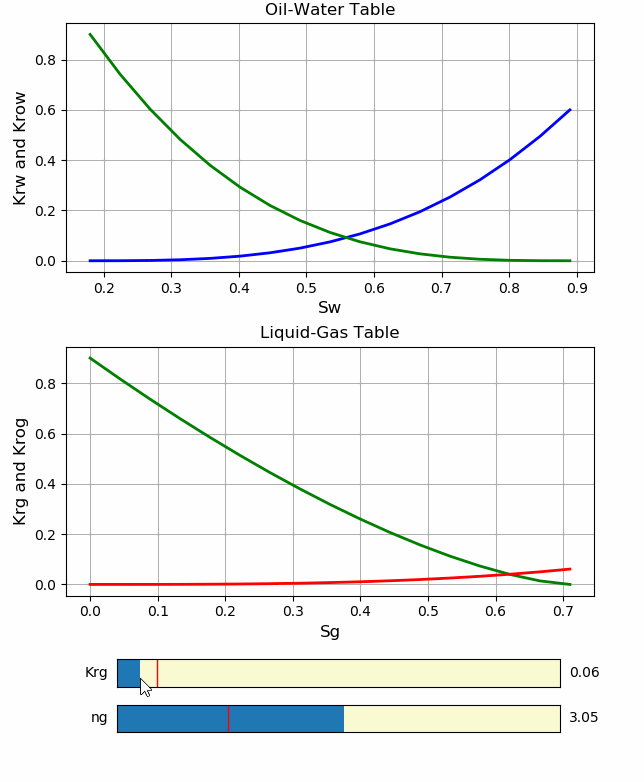 Oil-Water Table
Krw and Krow
0.8
0.6
0.4
0.2
0.0
0.2 0.3 0.4 0.5 0.6 0.7 0.8 0.9
Sw
Liquid-Gas Table
Krg and Krog
0.8
0.6
0.4
0.2
0.0
0.0 0.1 0.2 0.3 0.4 0.5 0.6 0.7
Sg
Krg 0.06
ng 3.05